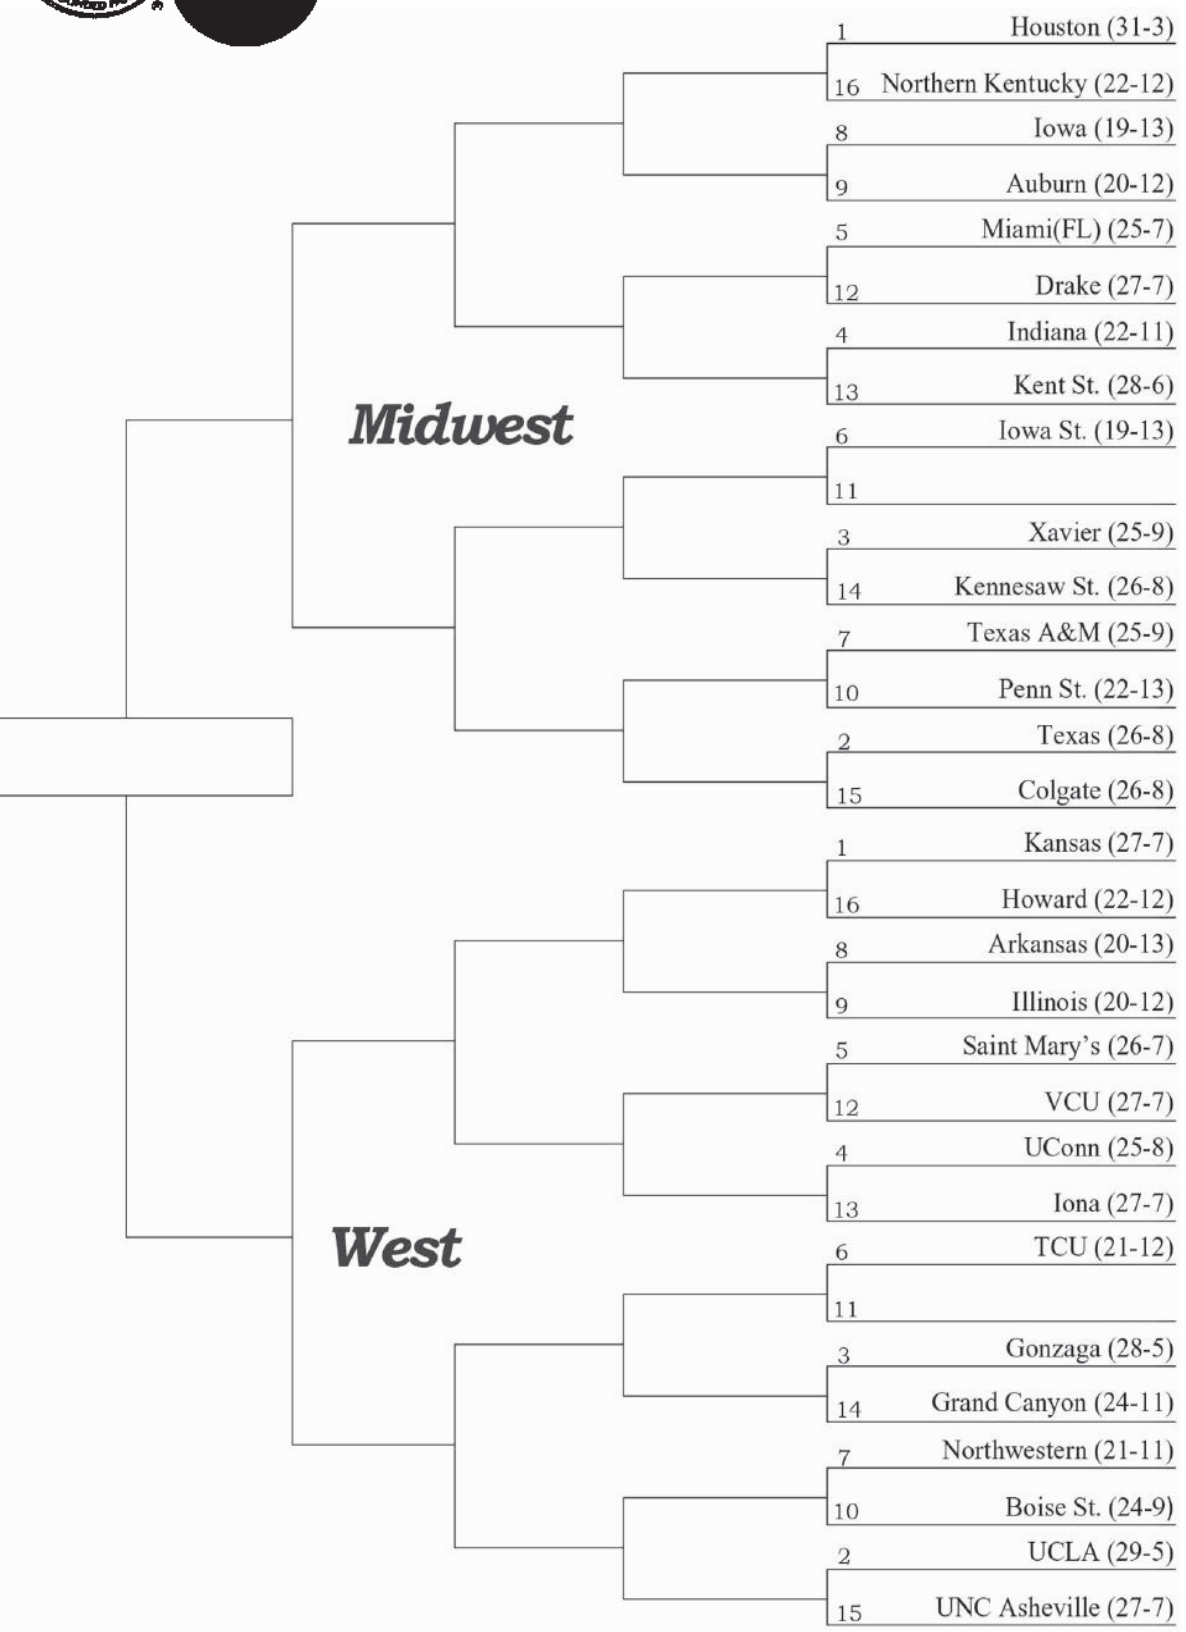 1 Houston (31-3)
16 Northern Kentucky (22-12)
8 Iowa (19-13)
9 Auburn (20-12)
5 Miami(FL) (25-7)
12 Drake (27-7)
4 Indiana (22-11)
13 Kent St. (28-6)
Midwest
6 Iowa St. (19-13)
11
3 Xavier (25-9)
14 Kennesaw St. (26-8)
7 Texas A&M (25-9)
10 Penn St. (22-13)
2 Texas (26-8)
15 Colgate (26-8)
1 Kansas (27-7)
16 Howard (22-12)
8 Arkansas (20-13)
9 Illinois (20-12)
5 Saint Mary’s (26-7)
12 VCU (27-7)
4 UConn (25-8)
13 Iona (27-7)
West
6 TCU (21-12)
11
3 Gonzaga (28-5)
14 Grand Canyon (24-11)
7 Northwestern (21-11)
10 Boise St. (24-9)
2 UCLA (29-5)
15 UNC Asheville (27-7)